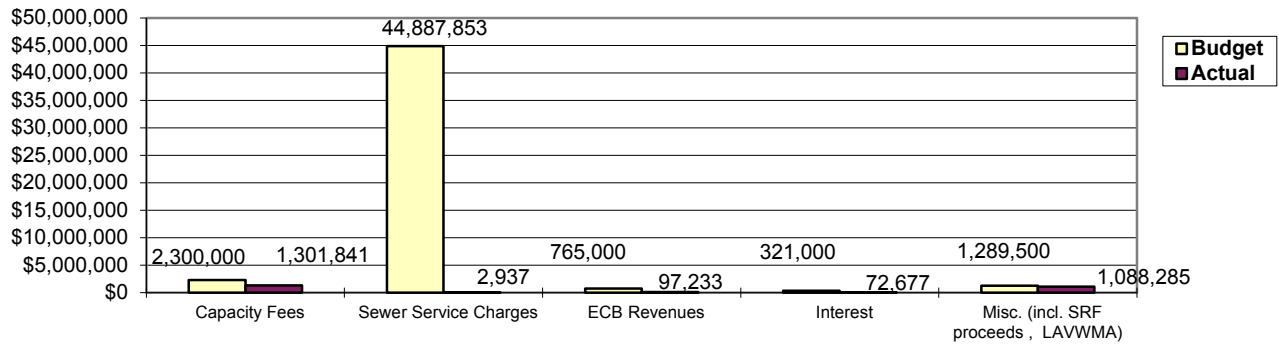 $50,000,000
$45,000,000
$40,000,000
$35,000,000
$30,000,000
$25,000,000
$20,000,000
$15,000,000
$10,000,000
$5,000,000
$0
44,887,853
2,300,000
1,301,841
2,937
765,000
97,233
321,000
72,677
1,289,500
1,088,285
Capacity Fees
Sewer Service Charges
ECB Revenues
Interest
Misc. (incl. SRF
proceeds , LAVWMA)
Budget
Actual